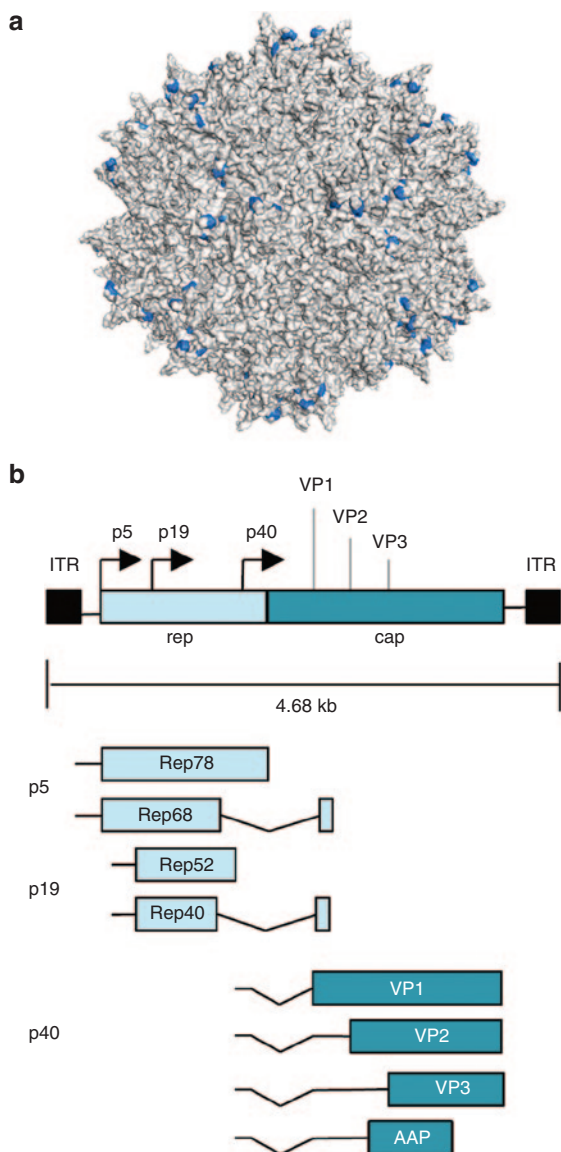 a
b
VP1
VP2
VP3
p5 p19 p40
ITR ITR
rep cap
4.68 kb
p5
Rep78
Rep68
p19
Rep52
Rep40
p40
VP1
VP2
VP3
AAP